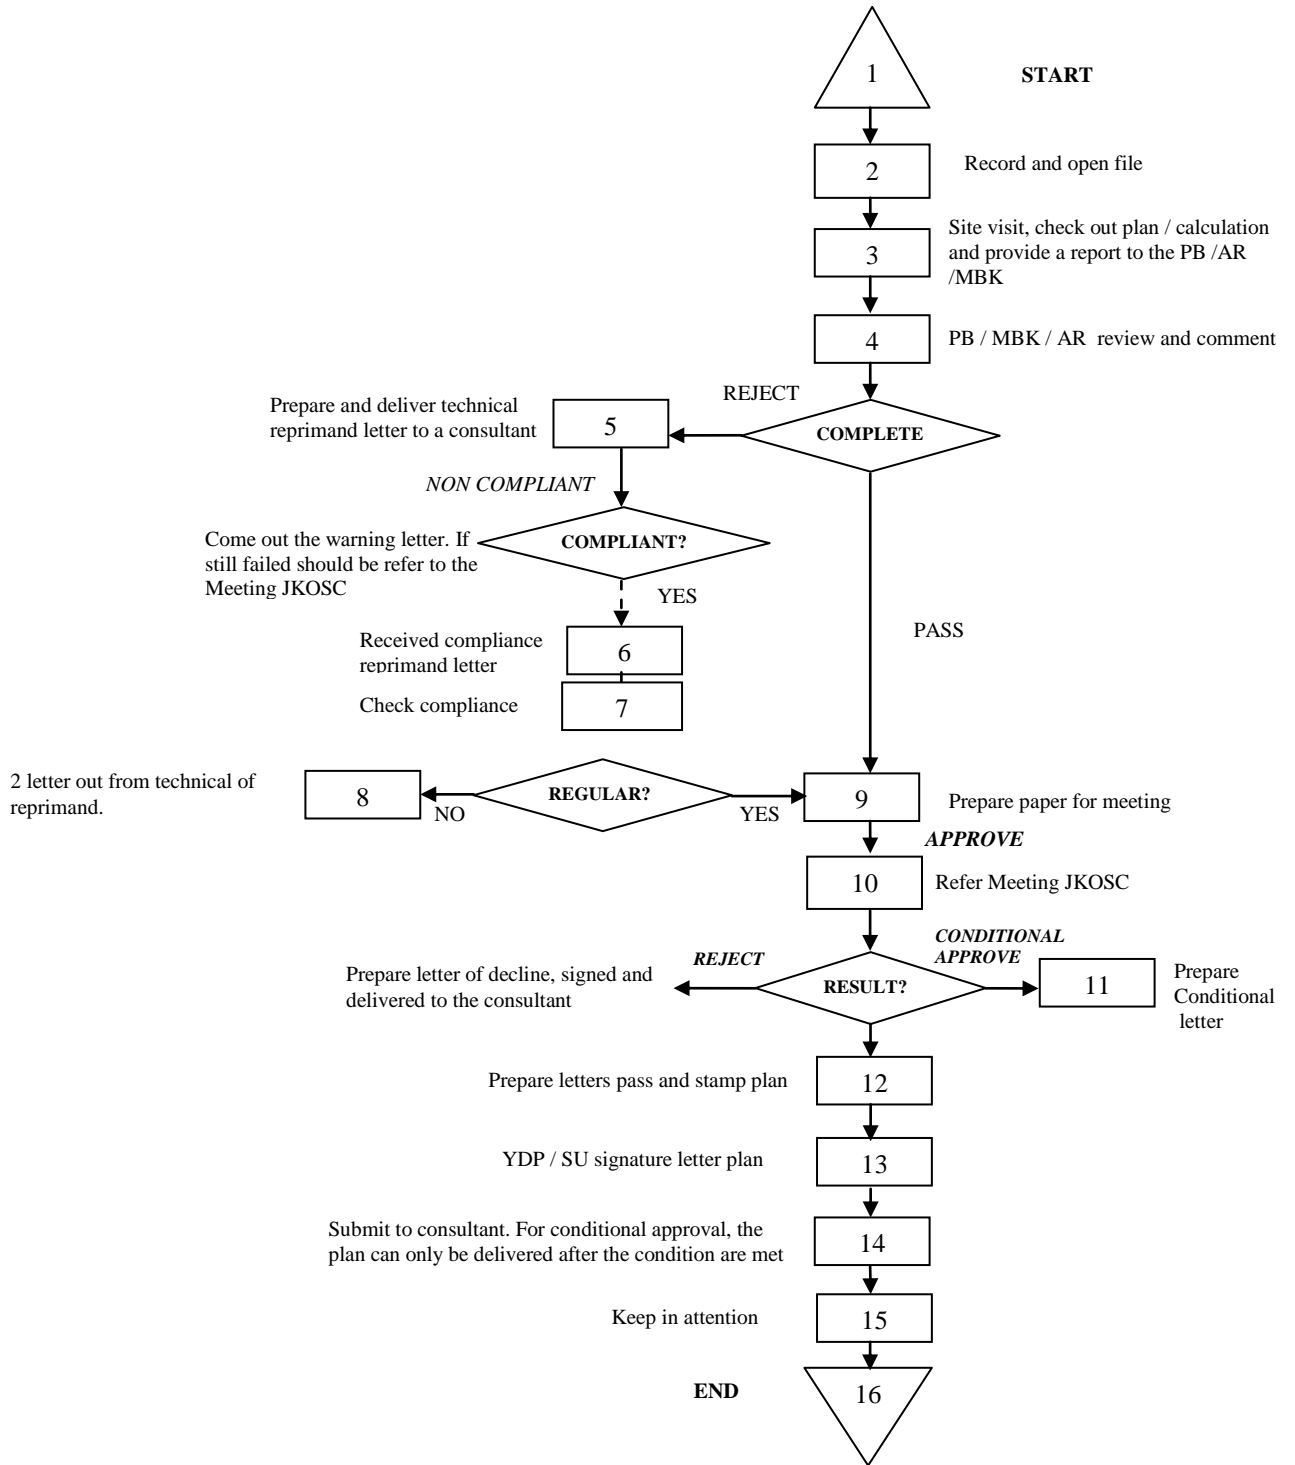 1
START
2
Record and open file
3
Site visit, check out plan / calculation
and provide a report to the PB /AR
/MBK
4
PB / MBK / AR  review and comment
REJECT
COMPLETE
Prepare and deliver technical
reprimand letter to a consultant
5
NON COMPLIANT
Come out the warning letter. If
still failed should be refer to the
Meeting JKOSC
COMPLIANT?
YES
PASS
Received compliance
reprimand letter
6
Check compliance
7
2 letter out from technical of
reprimand.
8
NO
REGULAR?
YES
9
Prepare paper for meeting
APPROVE
10
Refer Meeting JKOSC
REJECT
CONDITIONAL
APPROVE
Prepare letter of decline, signed and
delivered to the consultant
RESULT?
11
Prepare
Conditional
letter
Prepare letters pass and stamp plan
12
YDP / SU signature letter plan
13
Submit to consultant. For conditional approval, the
plan can only be delivered after the condition are met
14
Keep in attention
15
END
16